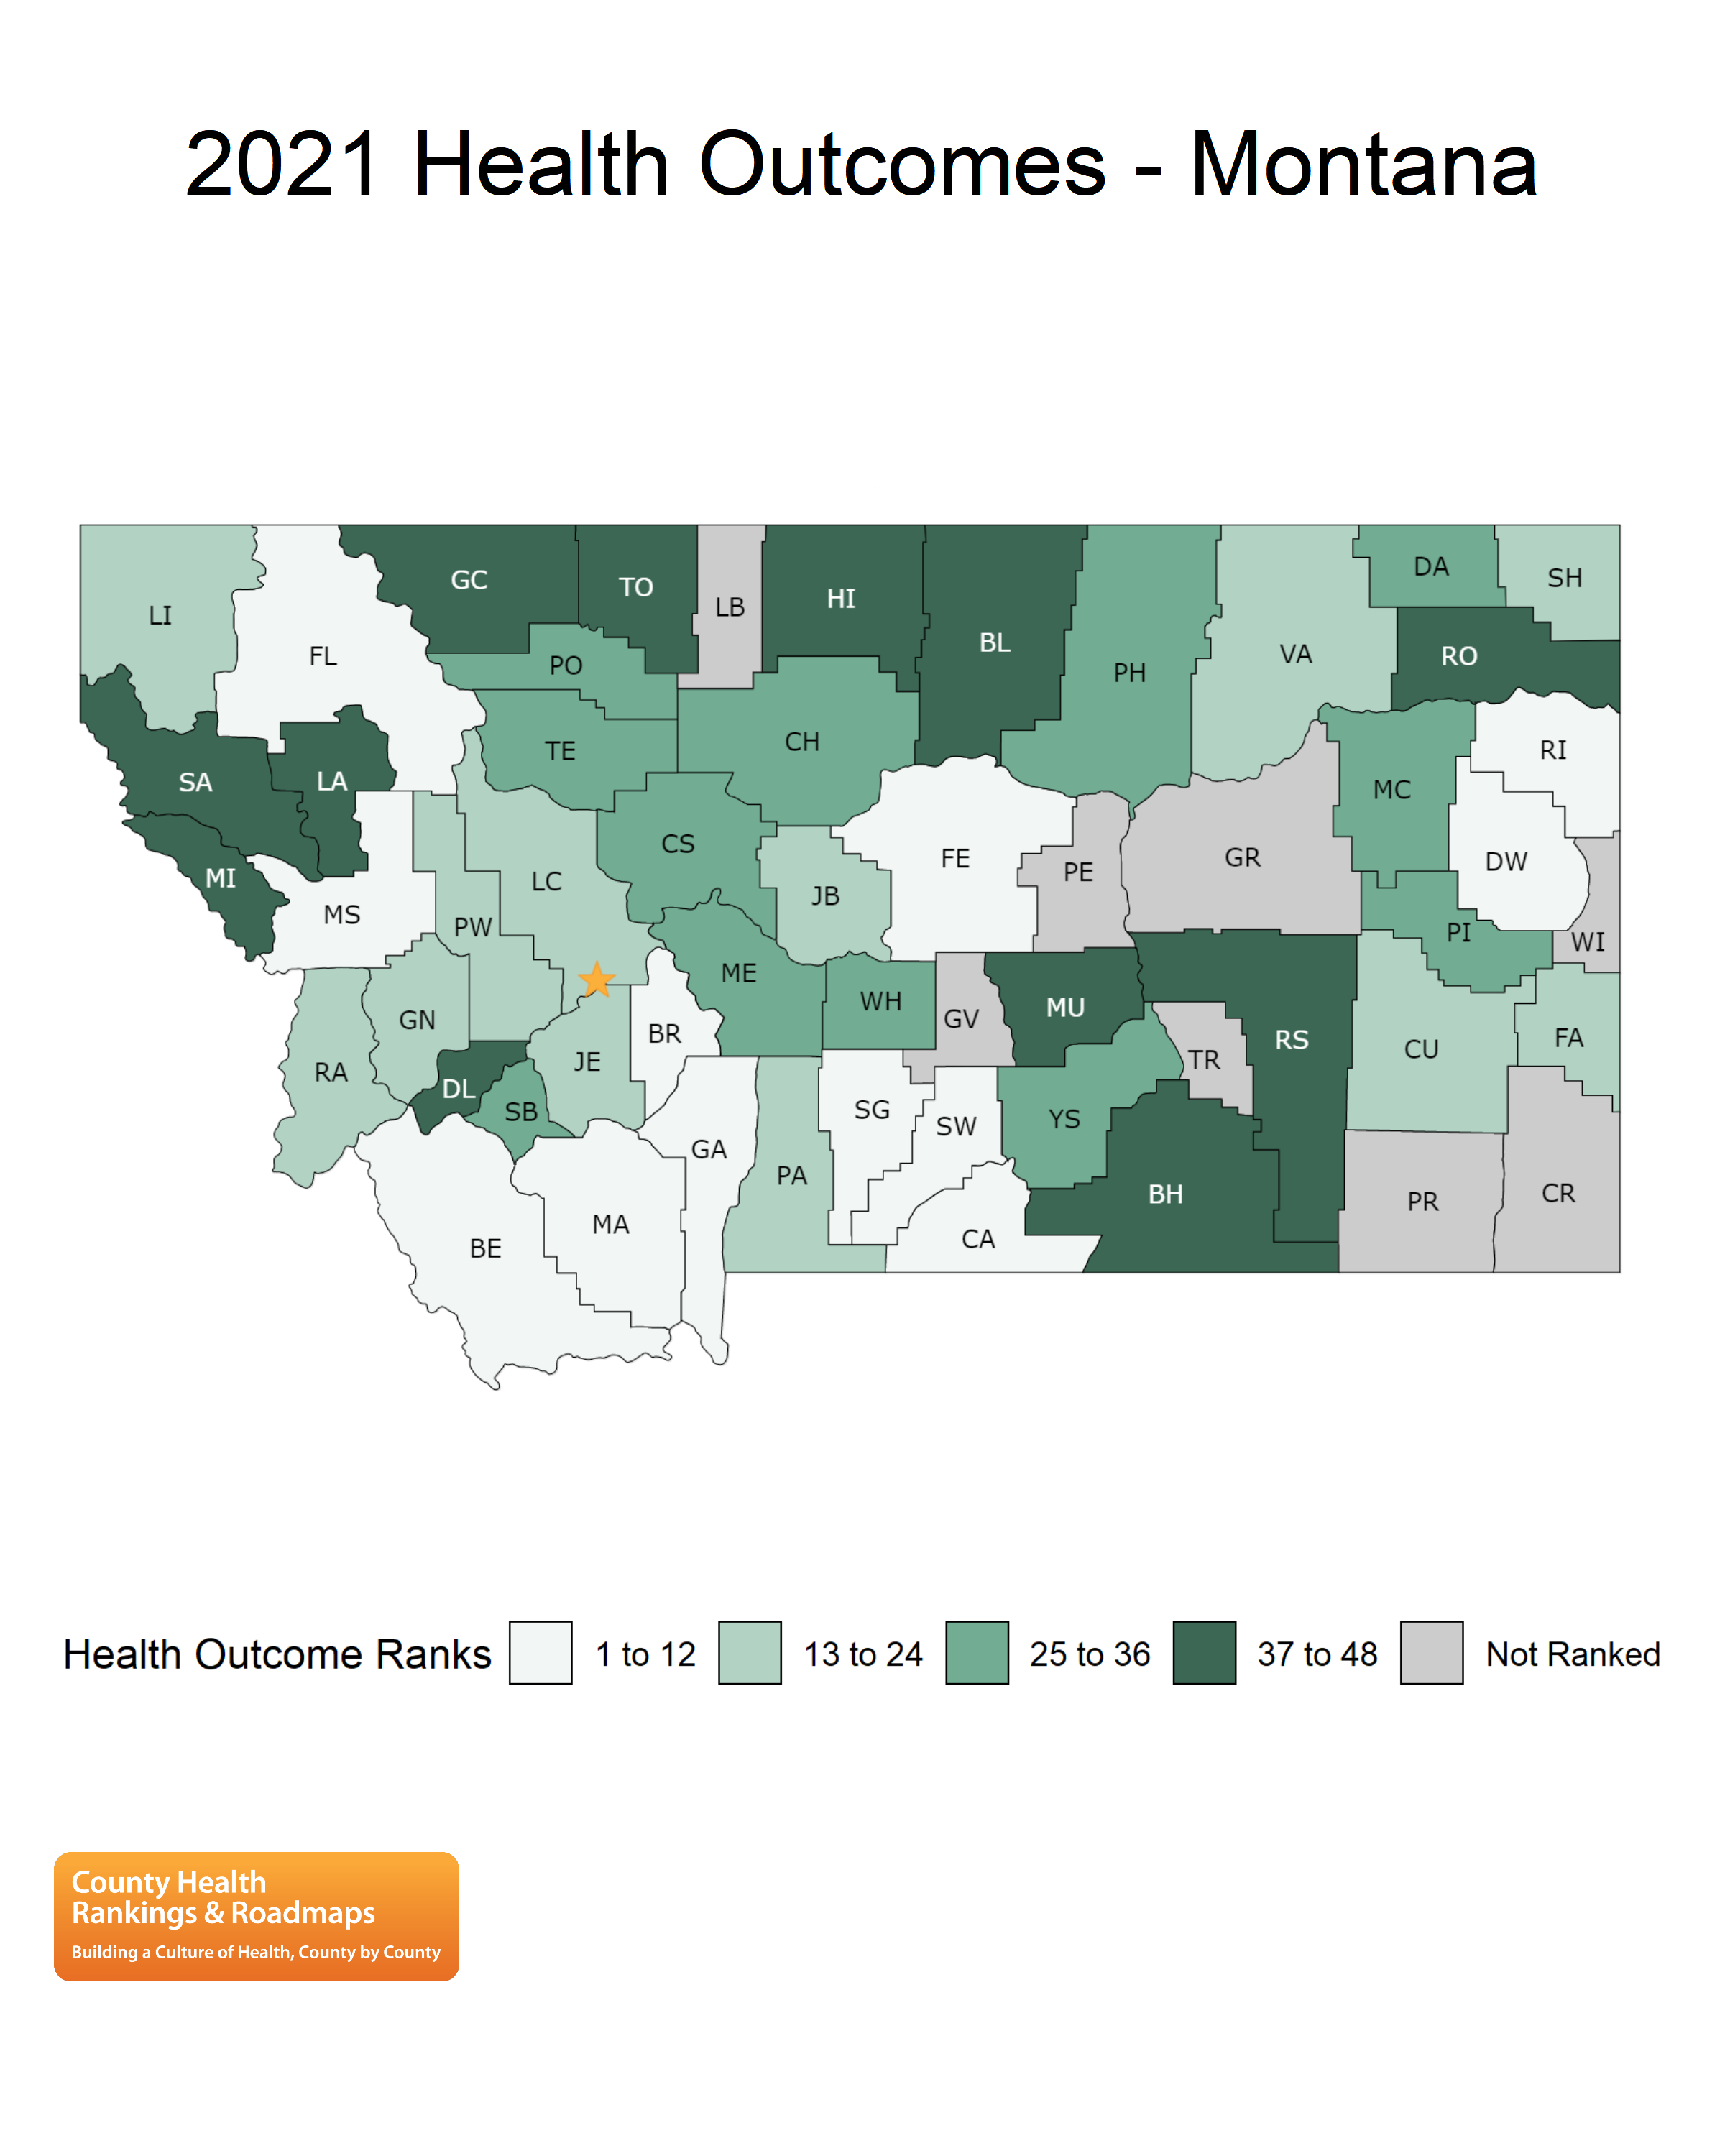 2021 Health Outcomes - Montana
GC
TO
LB
HI
BL
PH
VA
DA
SH
LI
FL
PO
RO
TE
CH
RI
SA
LA
MC
CS
FE
PE
GR
DW
MI
LC
JB
MS
PW
PI
WI
ME
WH
GV
MU
GN
BR
RS
FA
RA
JE
TR
CU
DL
SB
SG
SW
YS
GA
PA
BH
PR
CR
BE
MA
CA
Health Outcome Ranks 1 to 12 13 to 24 25 to 36 37 to 48 Not Ranked
County Health
Rankings & Roadmaps
Building a Culture of Health, County by County